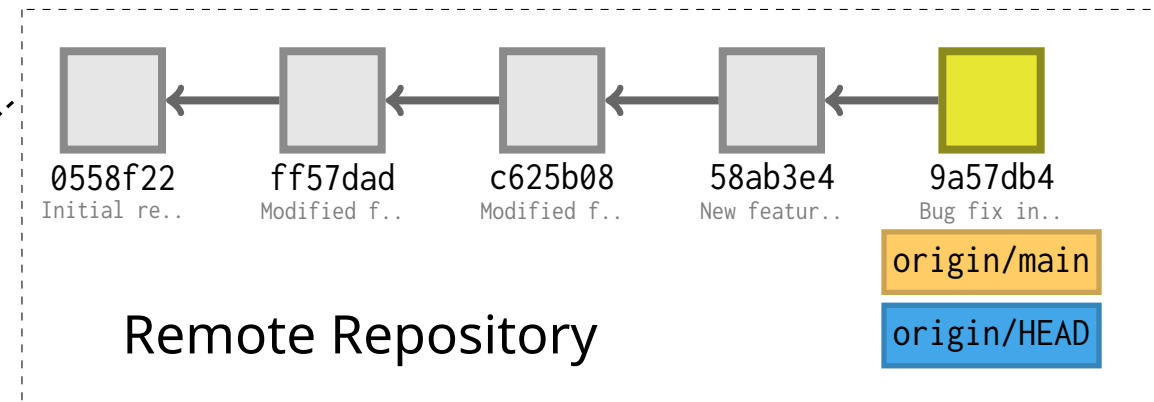 0558f22 ff57dad c625b08 58ab3e4 9a57db4
Initial re.. Modified f.. Modified f.. New featur.. Bug fix in..
origin/main
Remote Repository
origin/HEAD